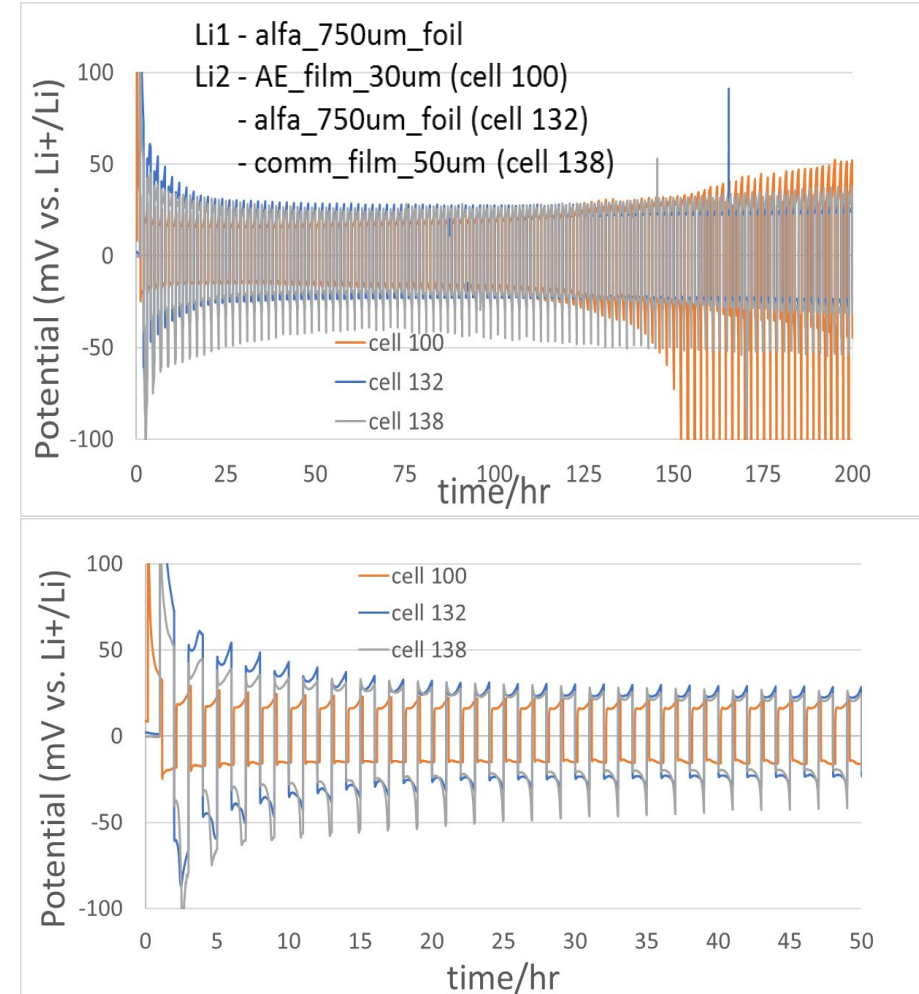 Li1 - alfa_750um_foil
Li2 - AE_film_30um (cell 100)
- alfa_750um_foil (cell 132)
- comm_film_50um (cell 138)
Potential (mV vs. Li+/Li)
100
50
0
-50
-100
cell 100
cell 132
cell 138
0 25 50 75 100 125 150 175 200
time/hr
Potential (mV vs. Li+/Li)
100
50
0
-50
-100
cell 100
cell 132
cell 138
0 5 10 15 20 25 30 35 40 45 50
time/hr